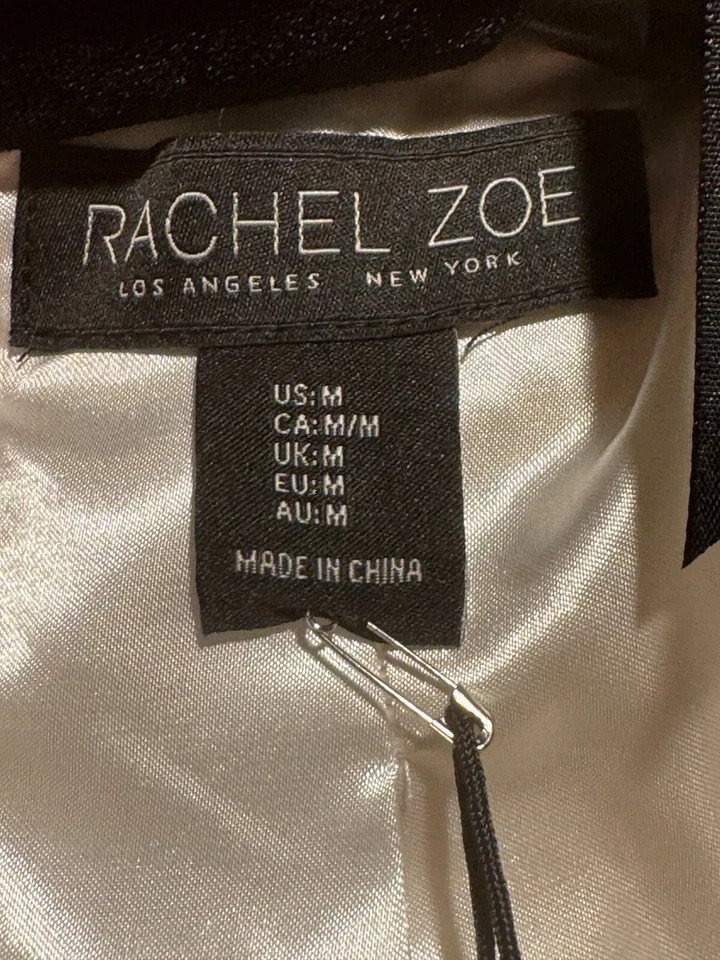 RACHEL ZOE
LOS ANGELES NEW YORK
US:M
CA:M/M
UK:M
EU:M
AU:M
MADE IN CHINA